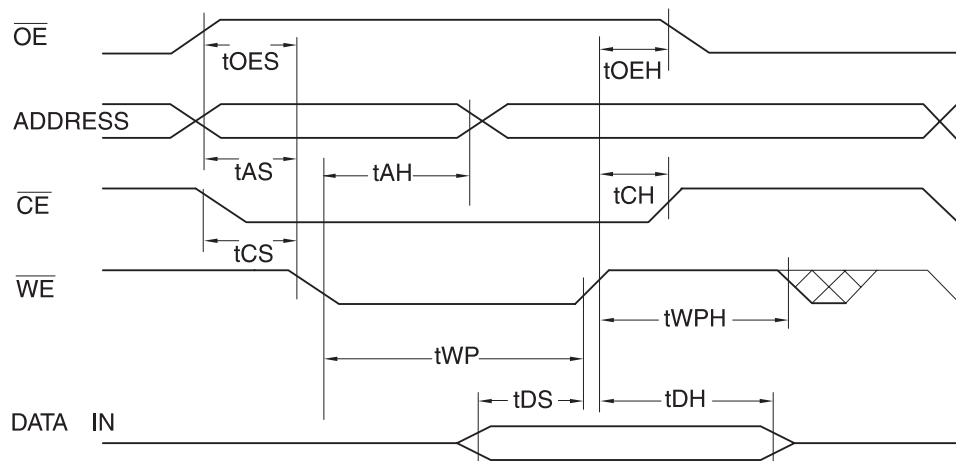 OE
tOES
tOEH
ADDRESS
tAS
tAH
tCH
CE
tCS
WE
tWPH
tWP
tDS
tDH
DATA IN